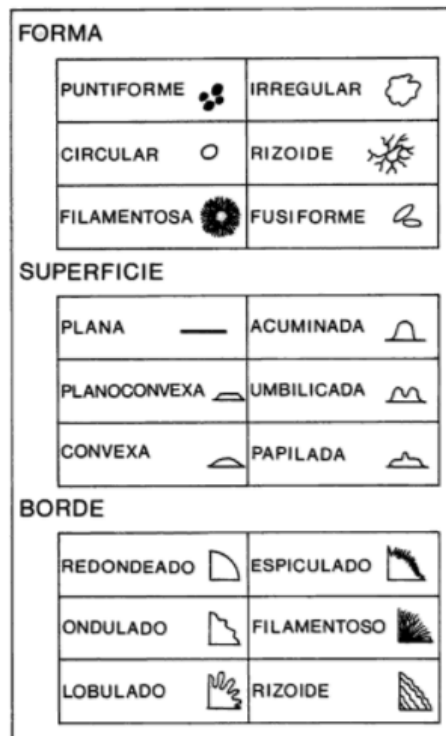 FORMA
PUNTIFORME IRREGULAR
CIRCULAR RIZOIDE
FILAMENTOSA FUSIFORME
SUPERFICIE
PLANA ACUMINADA
PLANOCONVEXA UMBILICADA
CONVEXA PAPILADA
BORDE
REDONDEADO ESPICULADO
ONDULADO FILAMENTOSO
LOBULADO RIZOIDE